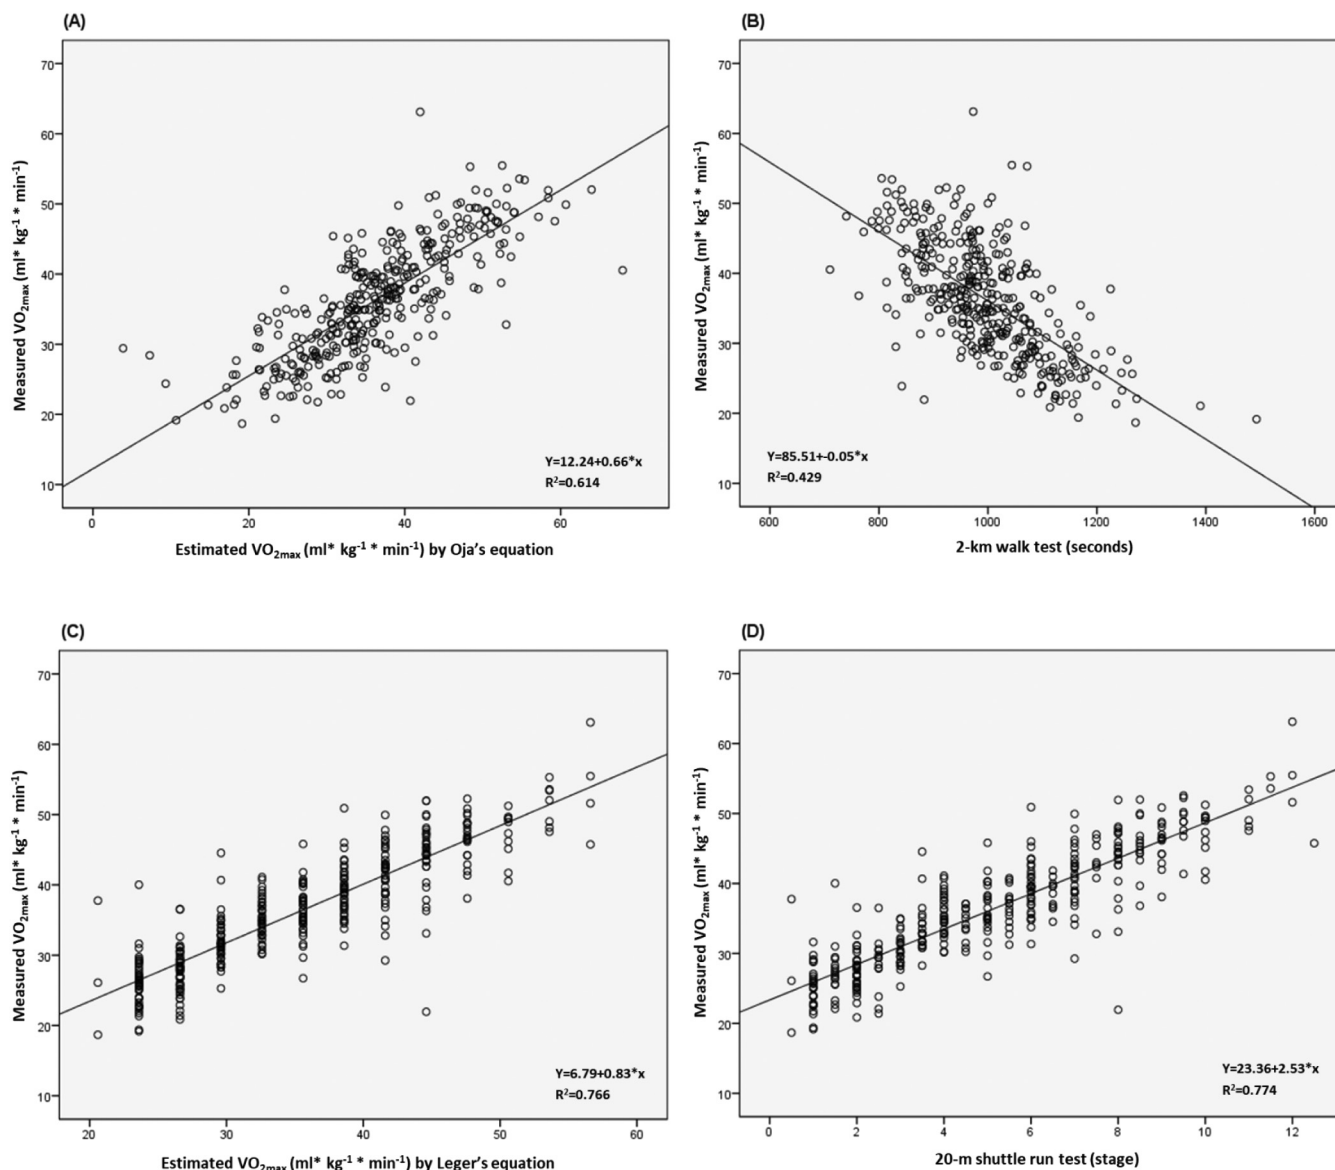 (A)
70
60
50
40
30
20
10
Measured VO2max (ml* kg-1 * min-1)
Y=12.24+0.66*x
R2=0.614
0 20 40 60
Estimated VO2max (ml* kg-1 * min-1) by Oja's equation
(B)
70
60
50
40
30
20
10
Measured VO2max (ml* kg-1 * min-1)
Y=85.51+-0.05*x
R2=0.429
600 800 1000 1200 1400 1600
2-km walk test (seconds)
(C)
70
60
50
40
30
20
10
Measured VO2max (ml* kg-1 * min-1)
Y=6.79+0.83*x
R2=0.766
20 30 40 50 60
Estimated VO2max (ml* kg-1 * min-1) by Leger's equation
(D)
70
60
50
40
30
20
10
Measured VO2max (ml* kg-1 * min-1)
Y=23.36+2.53*x
R2=0.774
0 2 4 6 8 10 12
20-m shuttle run test (stage)